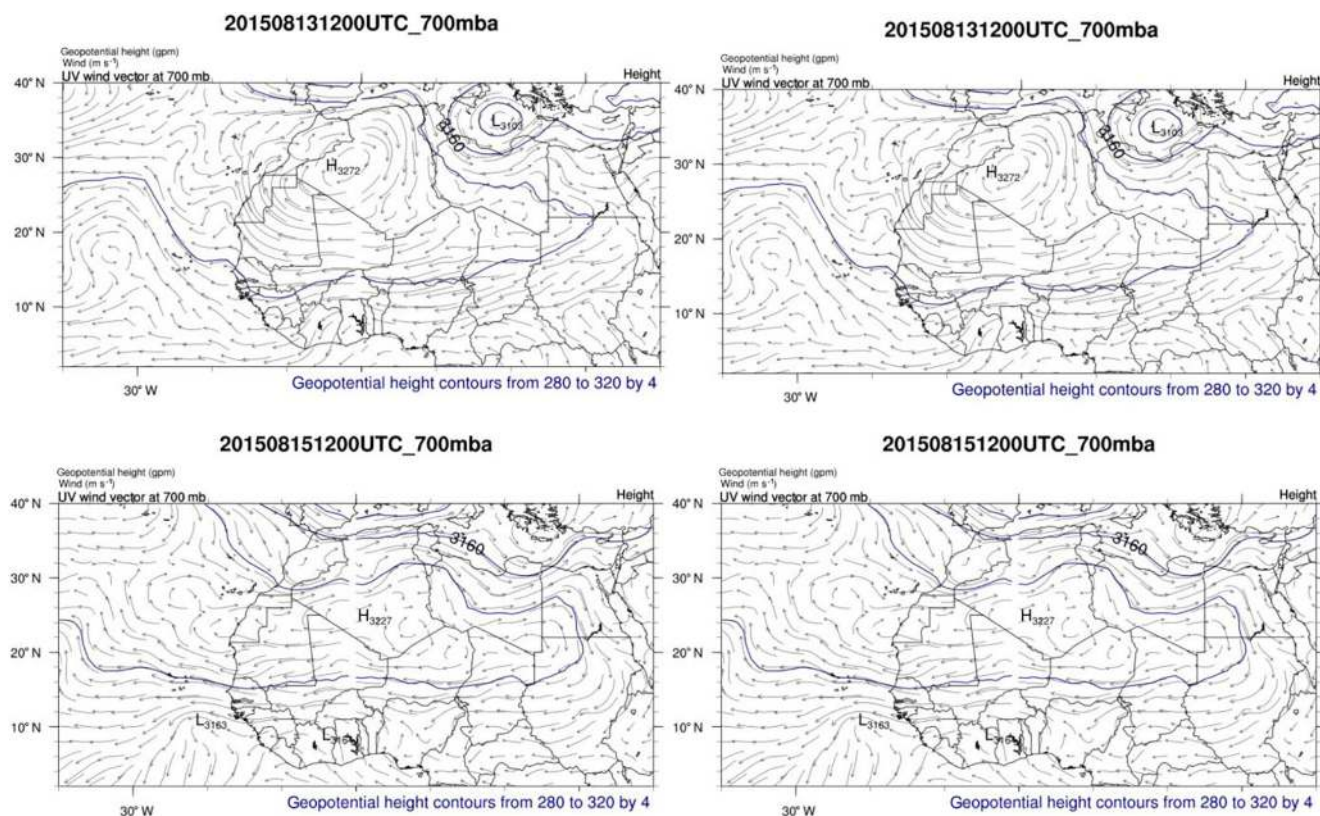 201508131200UTC_700mba
Geopotential height (gpm)
Wind (m s⁻¹)
UV wind vector at 700 mb
Height
40° N
30° N
20° N
10° N
L3103
3160
H3272
30° W
Geopotential height contours from 280 to 320 by 4
201508131200UTC_700mba
Geopotential height (gpm)
Wind (m s⁻¹)
UV wind vector at 700 mb
Height
40° N
30° N
20° N
10° N
L3103
3160
H3272
30° W
Geopotential height contours from 280 to 320 by 4
201508151200UTC_700mba
Geopotential height (gpm)
Wind (m s⁻¹)
UV wind vector at 700 mb
Height
40° N
30° N
20° N
10° N
3160
H3227
L3163
30° W
Geopotential height contours from 280 to 320 by 4
201508151200UTC_700mba
Geopotential height (gpm)
Wind (m s⁻¹)
UV wind vector at 700 mb
Height
40° N
30° N
20° N
10° N
3160
H3227
L3163
30° W
Geopotential height contours from 280 to 320 by 4